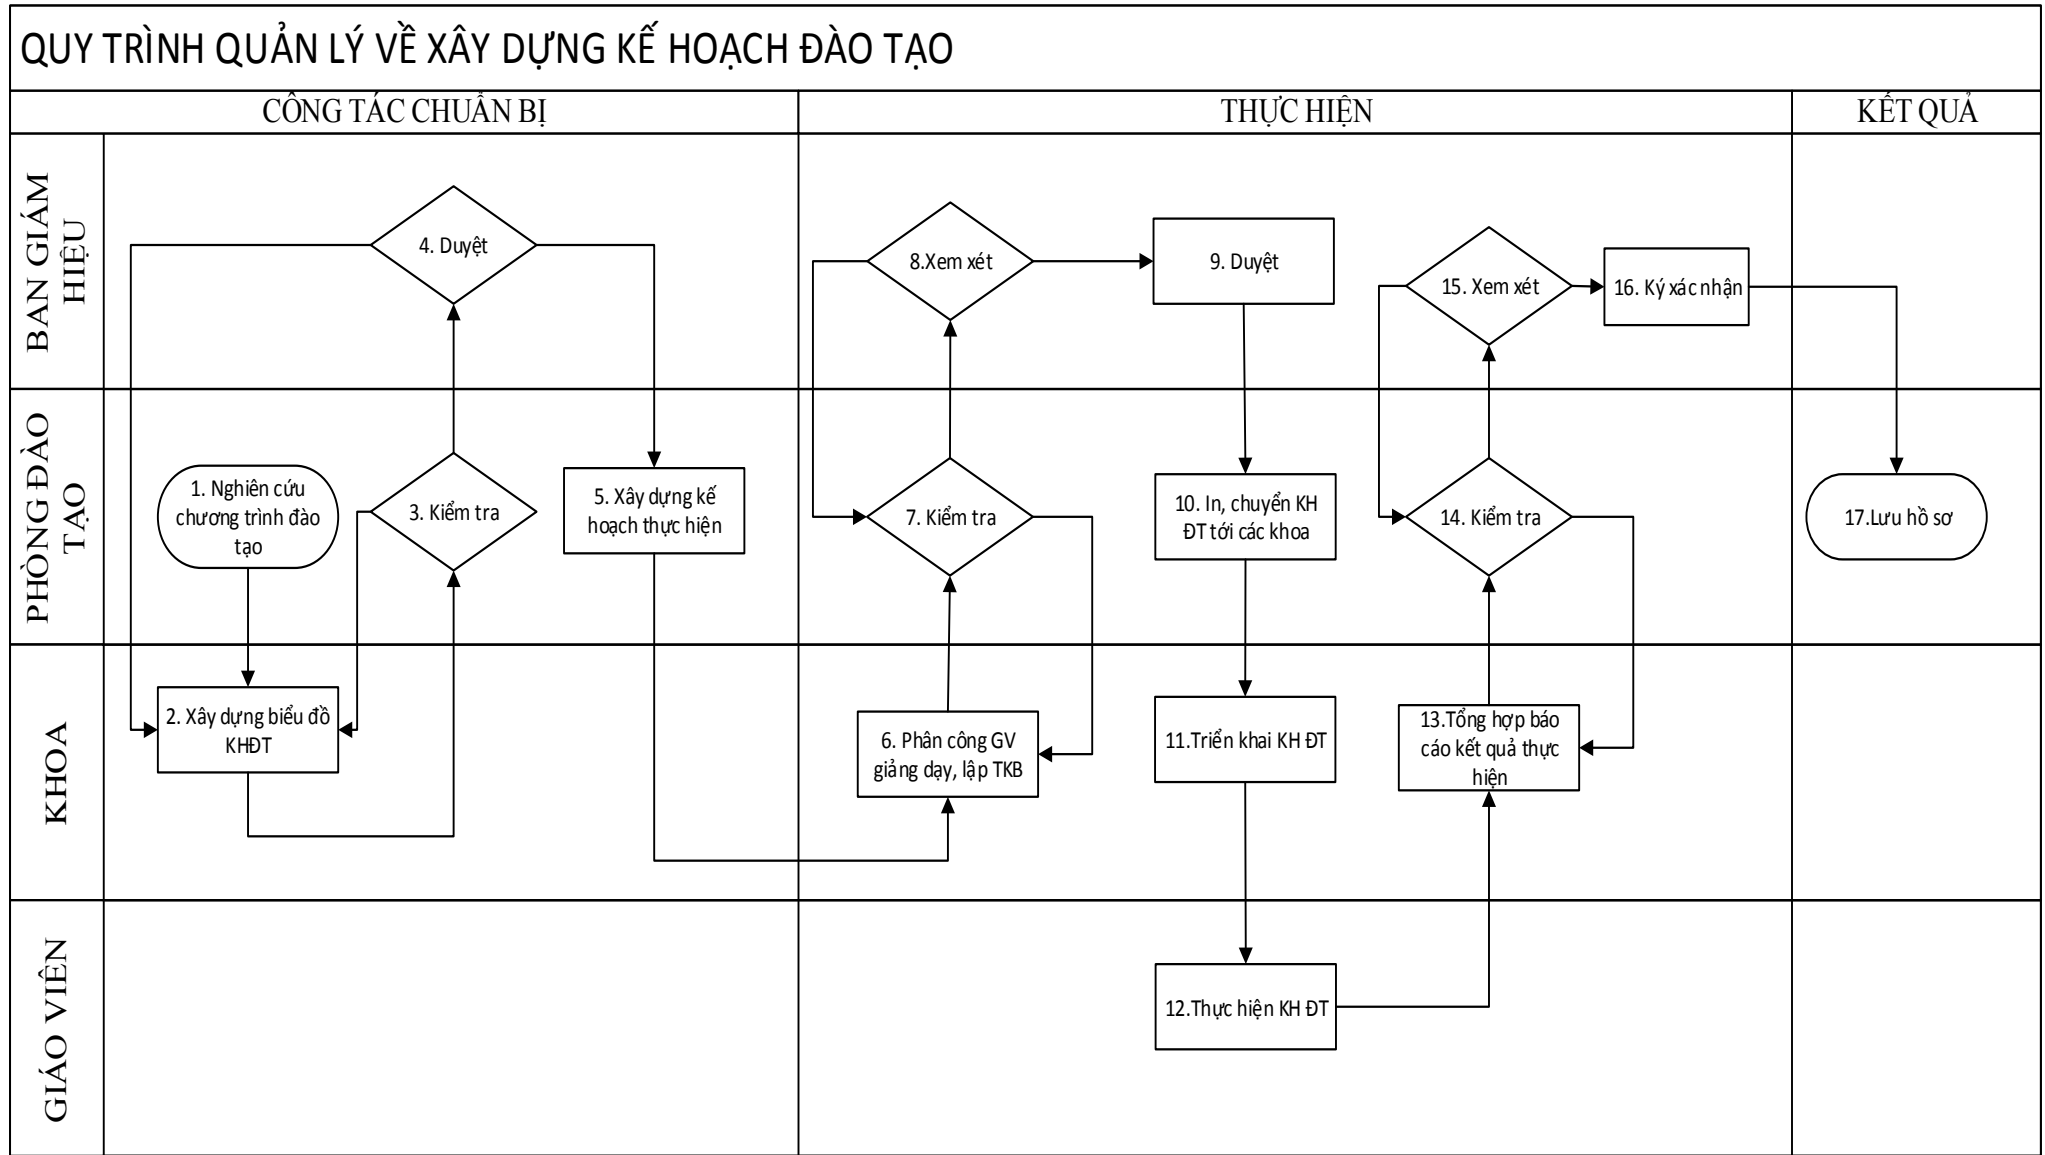 QUY TRÌNH QUẢN LÝ VỀ XÂY DỰNG KẾ HOẠCH ĐÀO TẠO
CÔNG TÁC CHUẨN BỊ
THỰC HIỆN
KẾT QUẢ
BAN GIÁM
HIỆU
4. Duyệt
8.Xem xét
9. Duyệt
15. Xem xét
16. Ký xác nhận
PHÒNG ĐÀO
TẠO
1. Nghiên cứu
chương trình đào
tạo
3. Kiểm tra
5. Xây dựng kế
hoạch thực hiện
7. Kiểm tra
10. In, chuyển KH
ĐT tới các khoa
14. Kiểm tra
17.Lưu hồ sơ
KHOA
2. Xây dựng biểu đồ
KHĐT
6. Phân công GV
giảng dạy, lập TKB
11.Triển khai KH ĐT
13.Tổng hợp báo
cáo kết quả thực
hiện
GIÁO VIÊN
12.Thực hiện KH ĐT